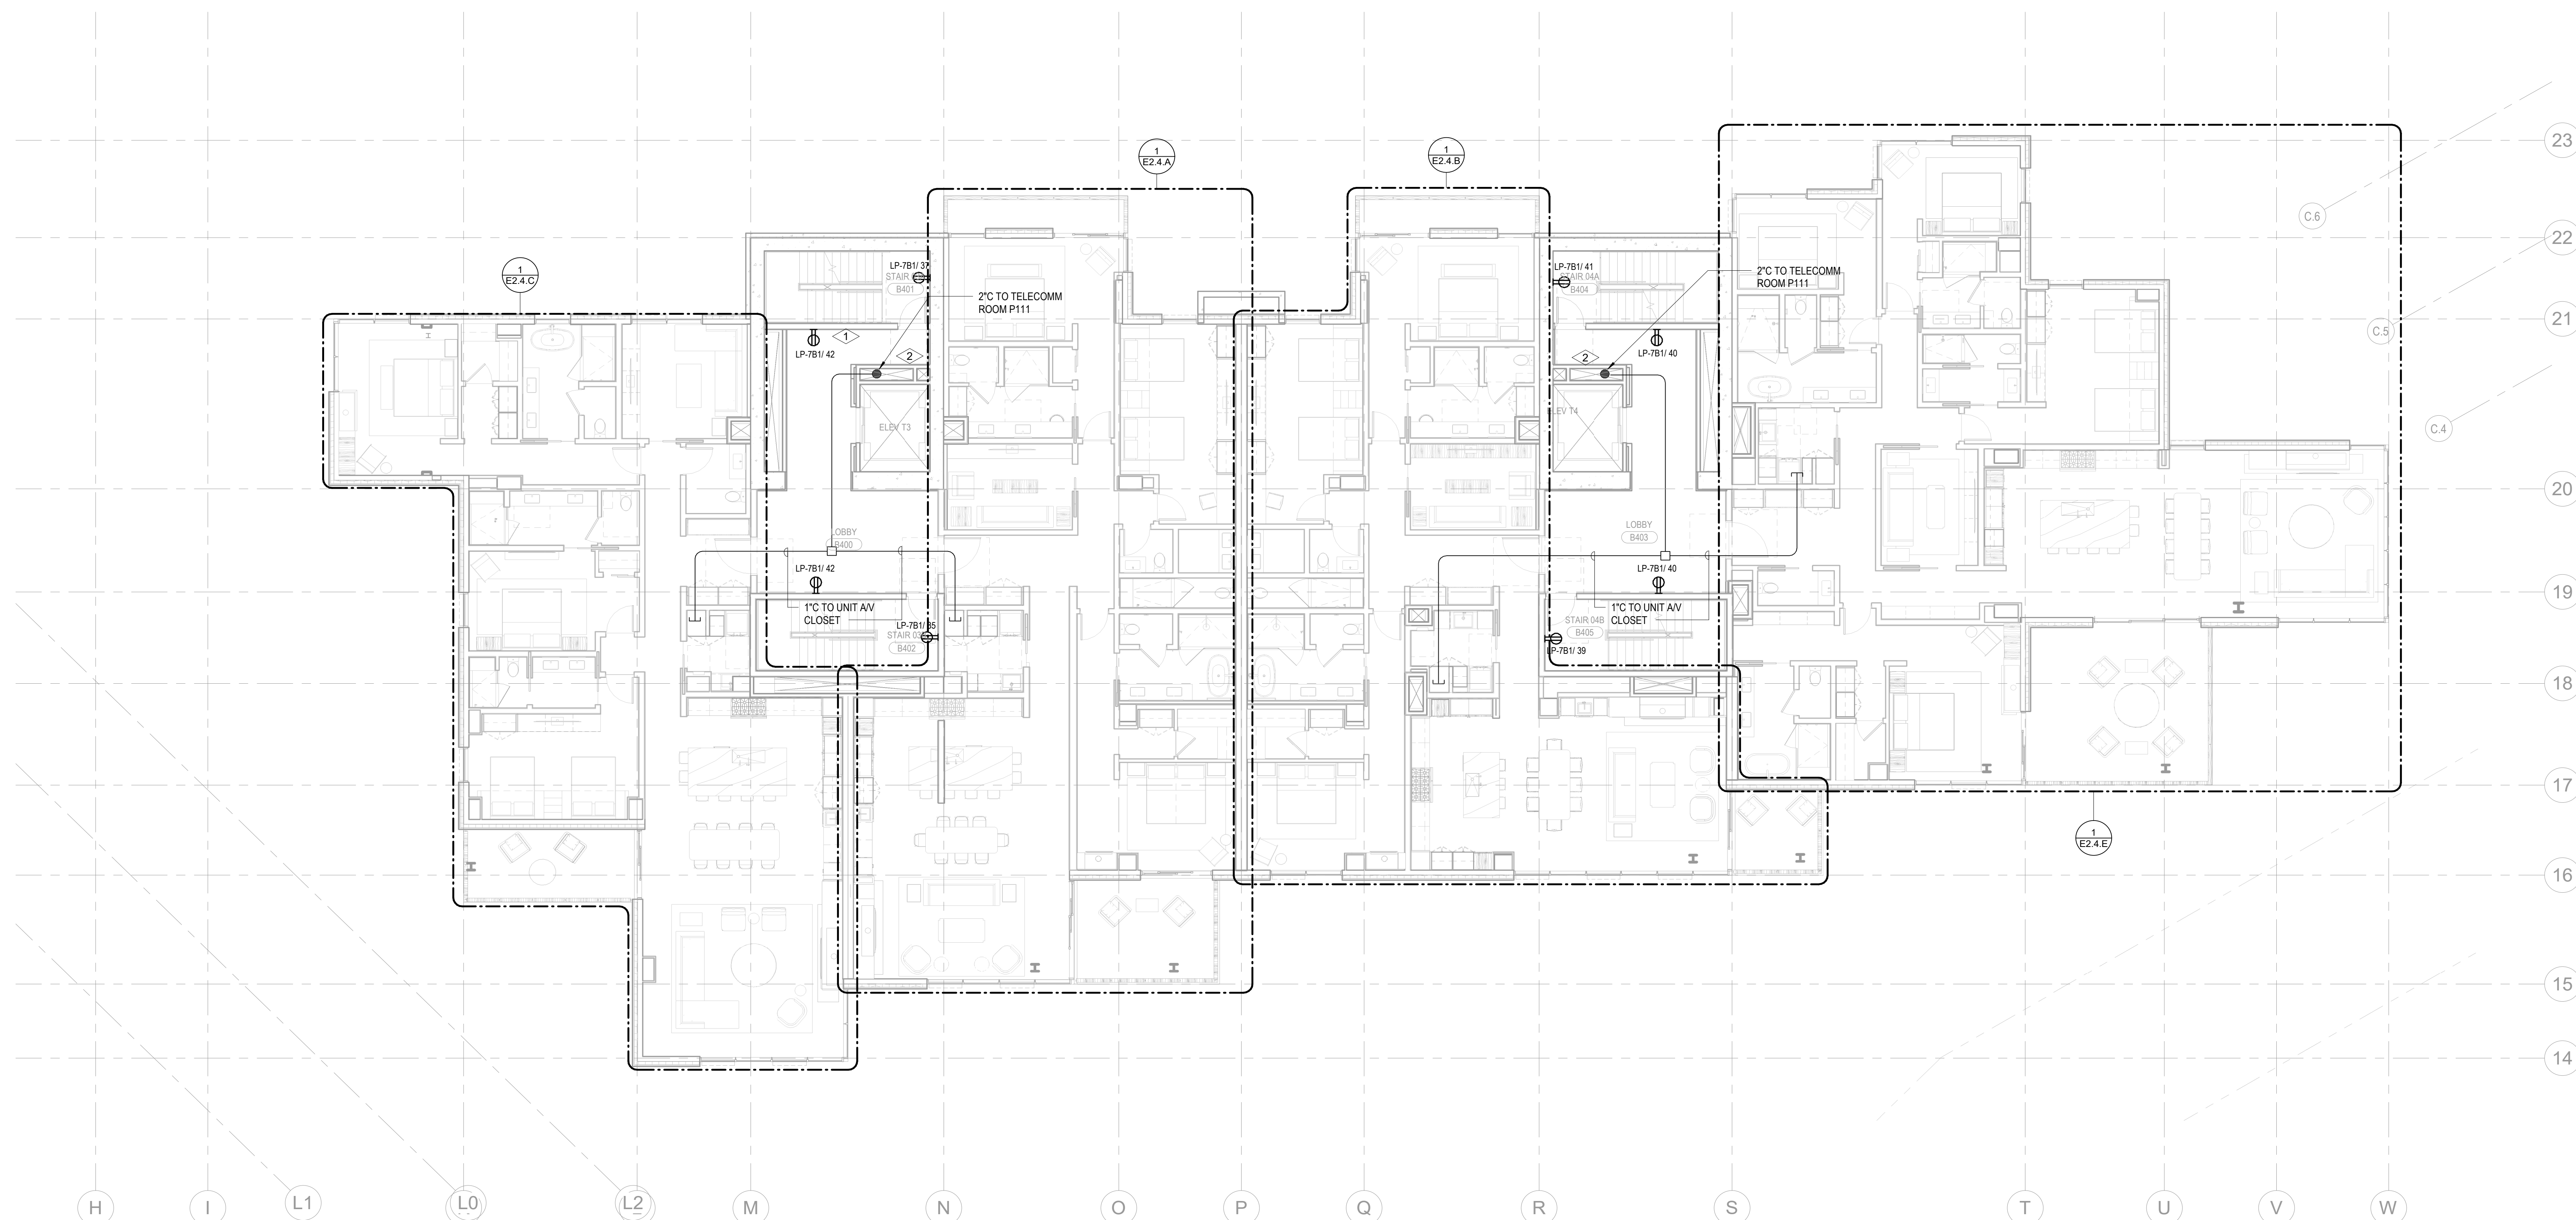 23
1
E2.4.A
1
E2.4.B
C.6
22
1
E2.4.C
LP-7B1/ 37
STAIR
B401
2"C TO TELECOMM
ROOM P111
LP-7B1/ 41
STAIR 04A
B404
2"C TO TELECOMM
ROOM P111
21
C.5
1
LP-7B1/ 42
2
2
LP-7B1/ 40
ELEV T3
ELEV T4
C.4
20
LOBBY
B400
LOBBY
B403
LP-7B1/ 42
LP-7B1/ 40
19
1"C TO UNIT A/V
CLOSET
LP-7B1/ 35
STAIR 03B
B402
1"C TO UNIT A/V
CLOSET
STAIR 04B
B405
LP-7B1/ 39
18
17
1
E2.4.E
16
15
14
H
I
L1
L0
L2
M
N
O
P
Q
R
S
T
U
V
W